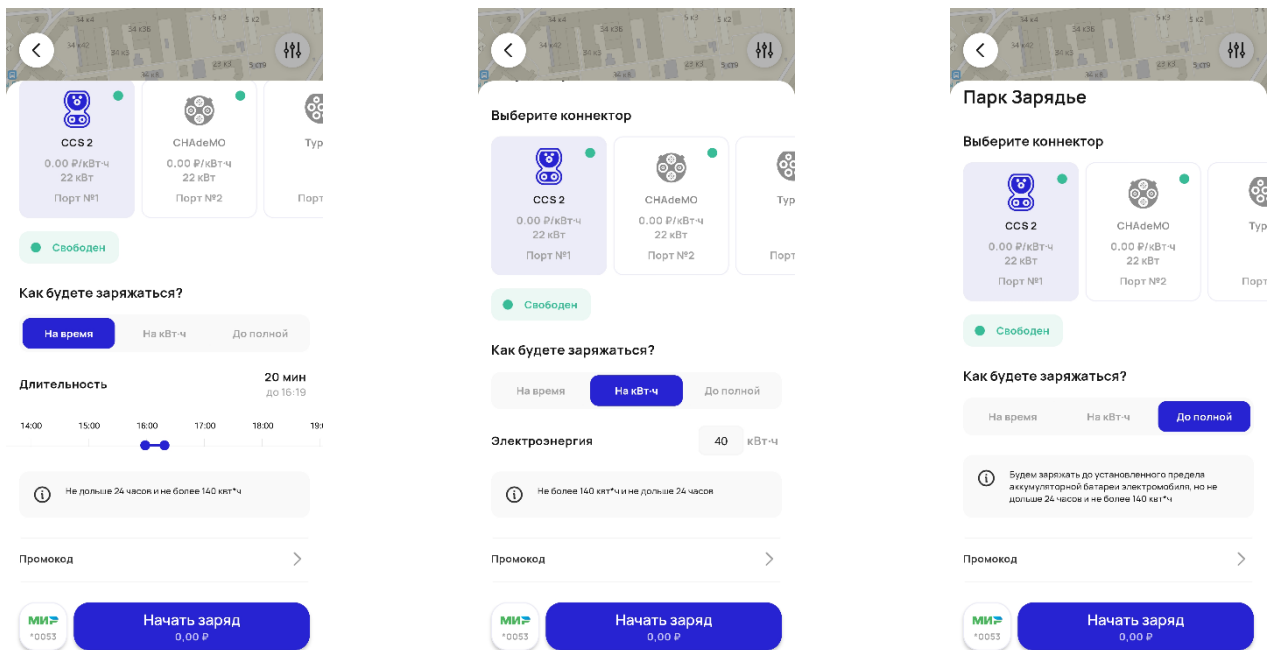 CCS 2
CHAdeMO
Тур
0.00 ₽/кВт·ч
0.00 ₽/кВт·ч
22 кВт
22 кВт
Порт №1
Порт №2
Порт
Свободен
Как будете заряжаться?
На время
На кВт·ч
До полной
Длительность
20 мин
до 16:19
14:00
15:00
16:00
17:00
18:00
Не дольше 24 часов и не более 140 квт*ч
Промокод
МИР
*0053
Начать заряд
0,00 ₽
Выберите коннектор
CCS 2
CHAdeMO
Тур
0.00 ₽/кВт·ч
0.00 ₽/кВт·ч
22 кВт
22 кВт
Порт №1
Порт №2
Порт
Свободен
Как будете заряжаться?
На время
На кВт·ч
До полной
Электроэнергия
40 кВт·ч
Не более 140 квт*ч и не дольше 24 часов
Промокод
МИР
*0053
Начать заряд
0,00 ₽
Парк Зарядье
Выберите коннектор
CCS 2
CHAdeMO
Тур
0.00 ₽/кВт·ч
0.00 ₽/кВт·ч
22 кВт
22 кВт
Порт №1
Порт №2
Порт
Свободен
Как будете заряжаться?
На время
На кВт·ч
До полной
Будем заряжать до установленного предела
аккумуляторной батареи электромобиля, но не
дольше 24 часов и не более 140 квт*ч
Промокод
МИР
*0053
Начать заряд
0,00 ₽